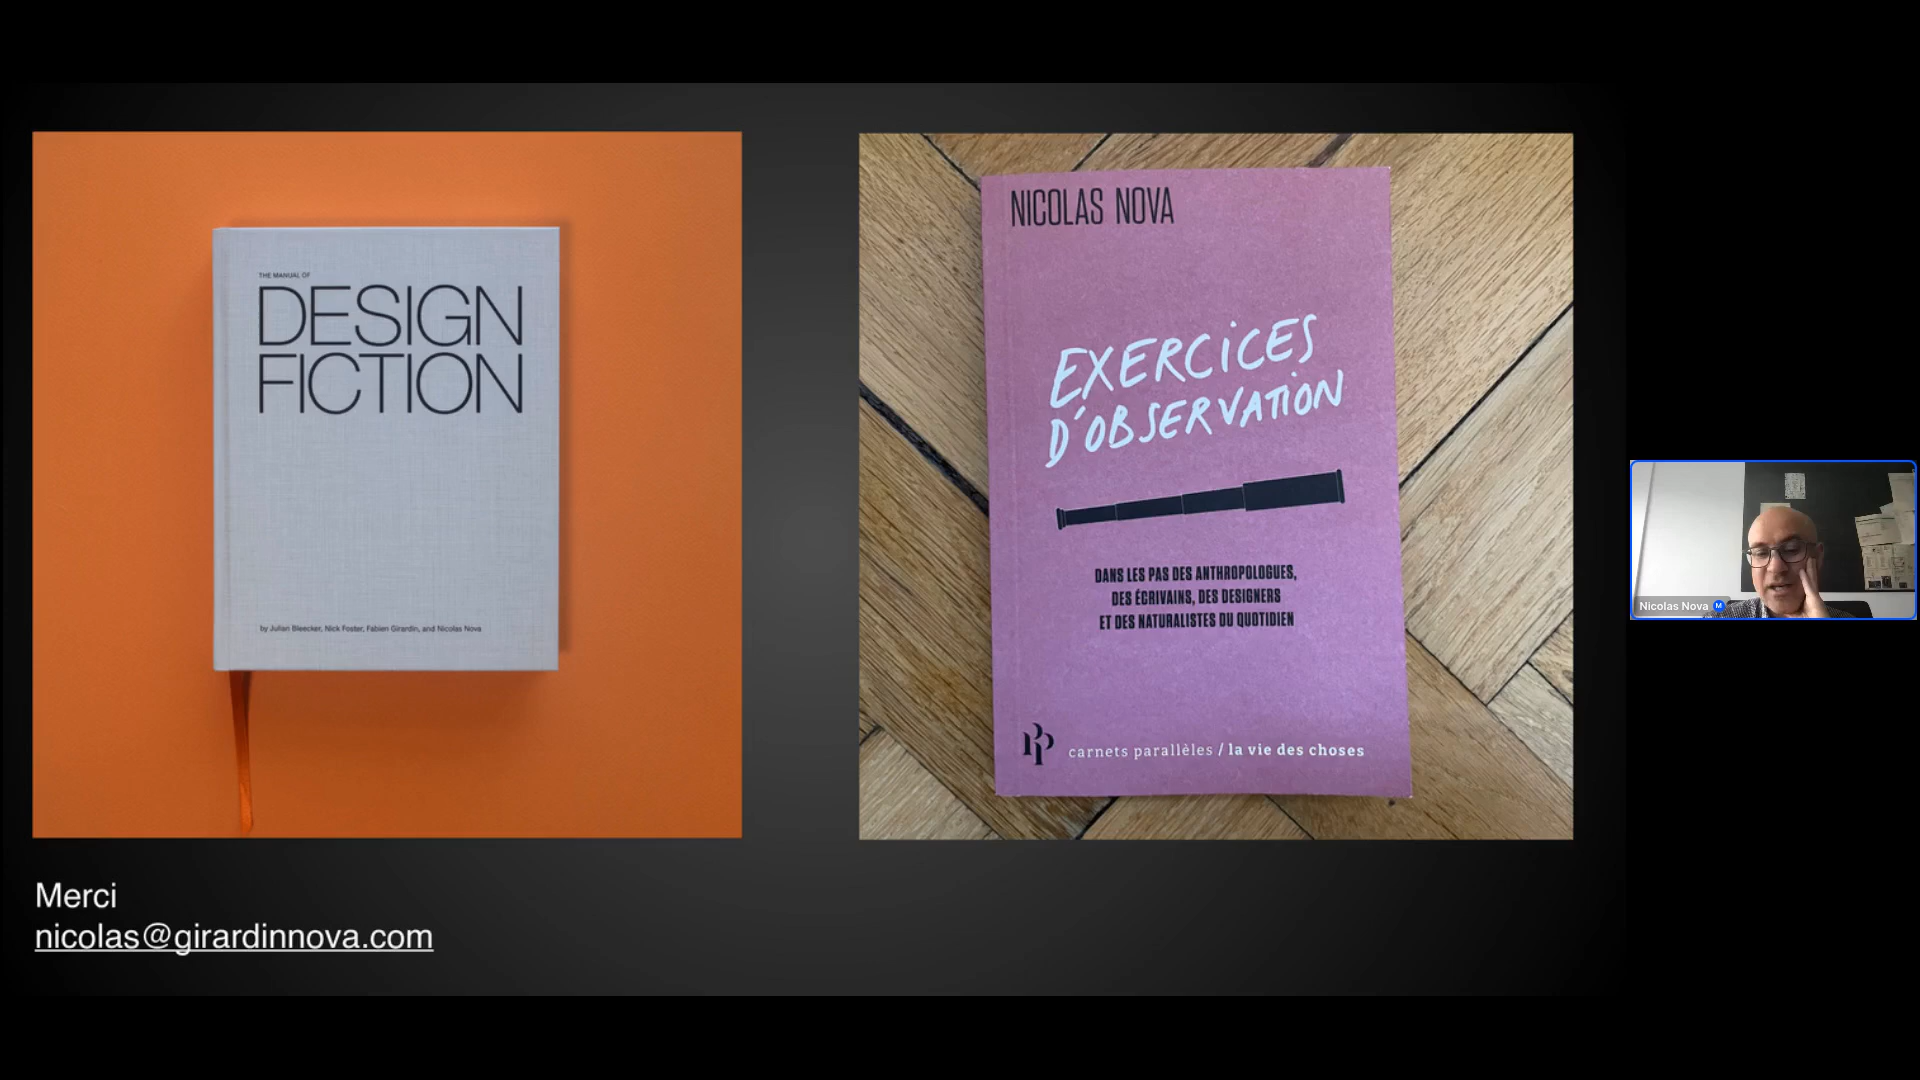 THE MANUAL OF
DESIGN
FICTION
by Julian Bleecker, Nick Foster, Fabien Girardin, and Nicolas Nova
NICOLAS NOVA
EXERCICES
D'OBSERVATION
DANS LES PAS DES ANTHROPOLOGUES,
DES ÉCRIVAINS, DES DESIGNERS
ET DES NATURALISTES DU QUOTIDIEN
carnets parallèles / la vie des choses
Merci
nicolas@girardinnova.com
Nicolas Nova M